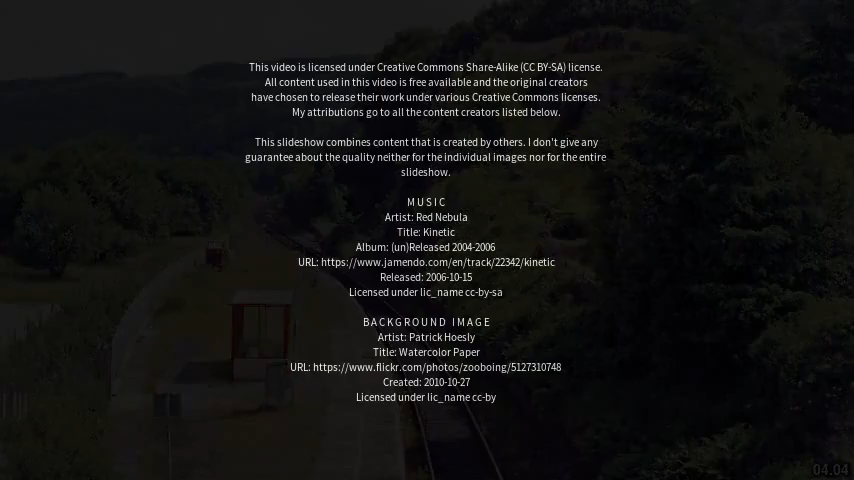 This video is licensed under Creative Commons Share-Alike (CC BY-SA) license.
All content used in this video is free available and the original creators
have chosen to release their work under various Creative Commons licenses.
My attributions go to all the content creators listed below.
This slideshow combines content that is created by others. I don't give any
guarantee about the quality neither for the individual images nor for the entire
slideshow.
MUSIC
Artist: Red Nebula
Title: Kinetic
Album: (un)Released 2004-2006
URL: https://www.jamendo.com/en/track/22342/kinetic
Released: 2006-10-15
Licensed under lic_name cc-by-sa
BACKGROUND IMAGE
Artist: Patrick Hoesly
Title: Watercolor Paper
URL: https://www.flickr.com/photos/zooboing/5127310748
Created: 2010-10-27
Licensed under lic_name cc-by
04.04